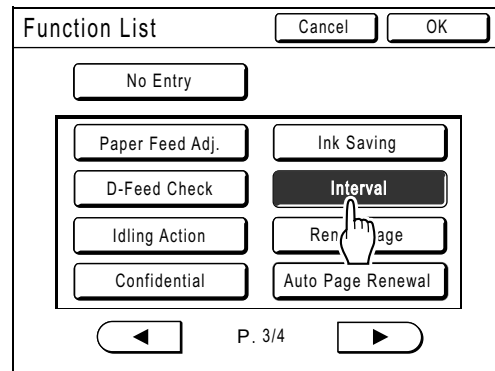 Function List
Cancel
OK
No Entry
Paper Feed Adj.
Ink Saving
D-Feed Check
Interval
Idling Action
Confidential
Auto Page Renewal
P. 3/4